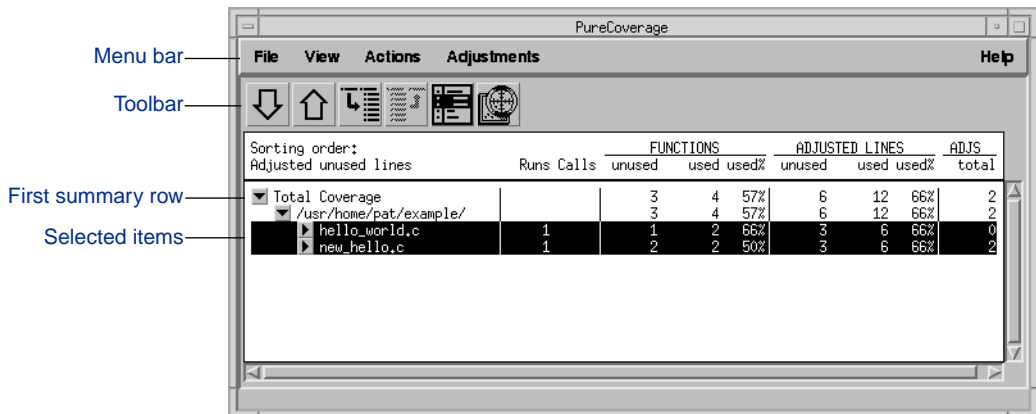 PureCoverage
Menu bar
File View Actions Adjustments Help
Toolbar
Sorting order: FUNCTIONS ADJUSTED LINES ADJS
Adjusted unused lines Runs Calls unused used used% unused used used% total
First summary row
Total Coverage 3 4 57% 6 12 66% 2
/usr/home/pat/example/ 3 4 57% 6 12 66% 2
Selected items
hello_world.c 1 1 2 66% 3 6 66% 0
new_hello.c 1 2 2 50% 3 6 66% 2